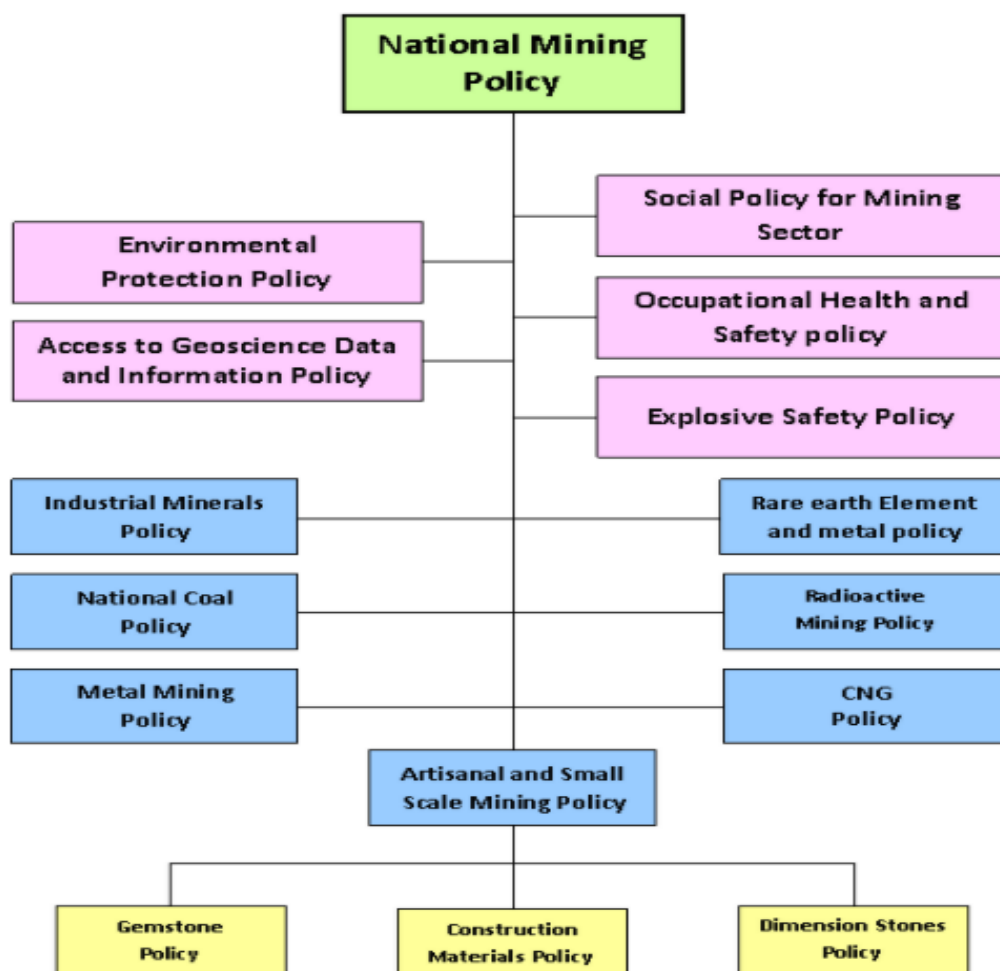 National Mining
Policy
Social Policy for Mining
Sector
Environmental
Protection Policy
Occupational Health and
Safety policy
Access to Geoscience Data
and Information Policy
Explosive Safety Policy
Industrial Minerals
Policy
Rare earth Element
and metal policy
National Coal
Policy
Radioactive
Mining Policy
Metal Mining
Policy
CNG
Policy
Artisanal and Small
Scale Mining Policy
Gemstone
Policy
Construction
Materials Policy
Dimension Stones
Policy